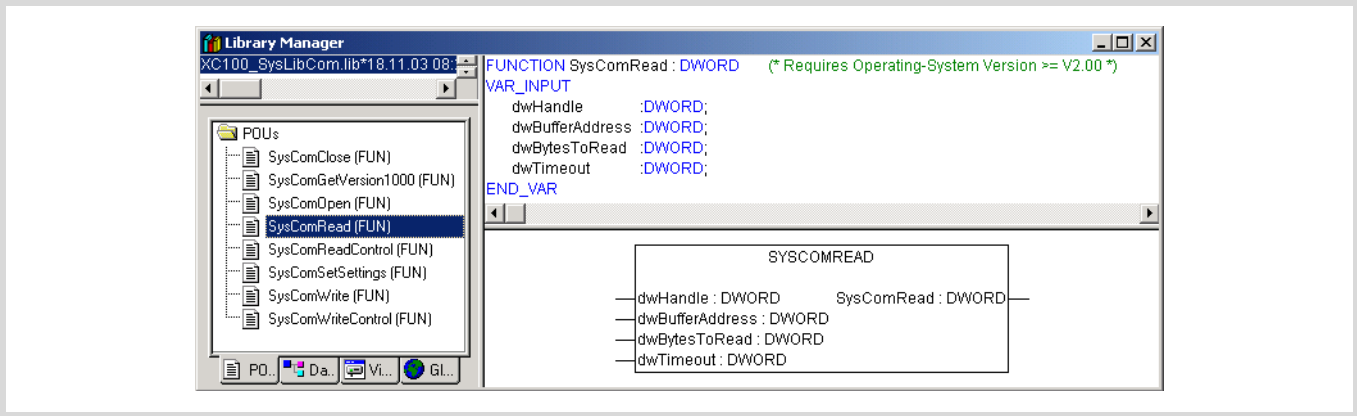 Library Manager
XC100_SysLibCom.lib*18.11.03 08:
POUs
SysComClose (FUN)
SysComGetVersion1000 (FUN)
SysComOpen (FUN)
SysComRead (FUN)
SysComReadControl (FUN)
SysComSetSettings (FUN)
SysComWrite (FUN)
SysComWriteControl (FUN)
PO.. Da.. Vi... Gl...
FUNCTION SysComRead : DWORD (* Requires Operating-System Version >= V2.00 *)
VAR_INPUT
dwHandle :DWORD;
dwBufferAddress :DWORD;
dwBytesToRead :DWORD;
dwTimeout :DWORD;
END_VAR
SYSCOMREAD
dwHandle : DWORD SysComRead : DWORD
dwBufferAddress : DWORD
dwBytesToRead : DWORD
dwTimeout : DWORD